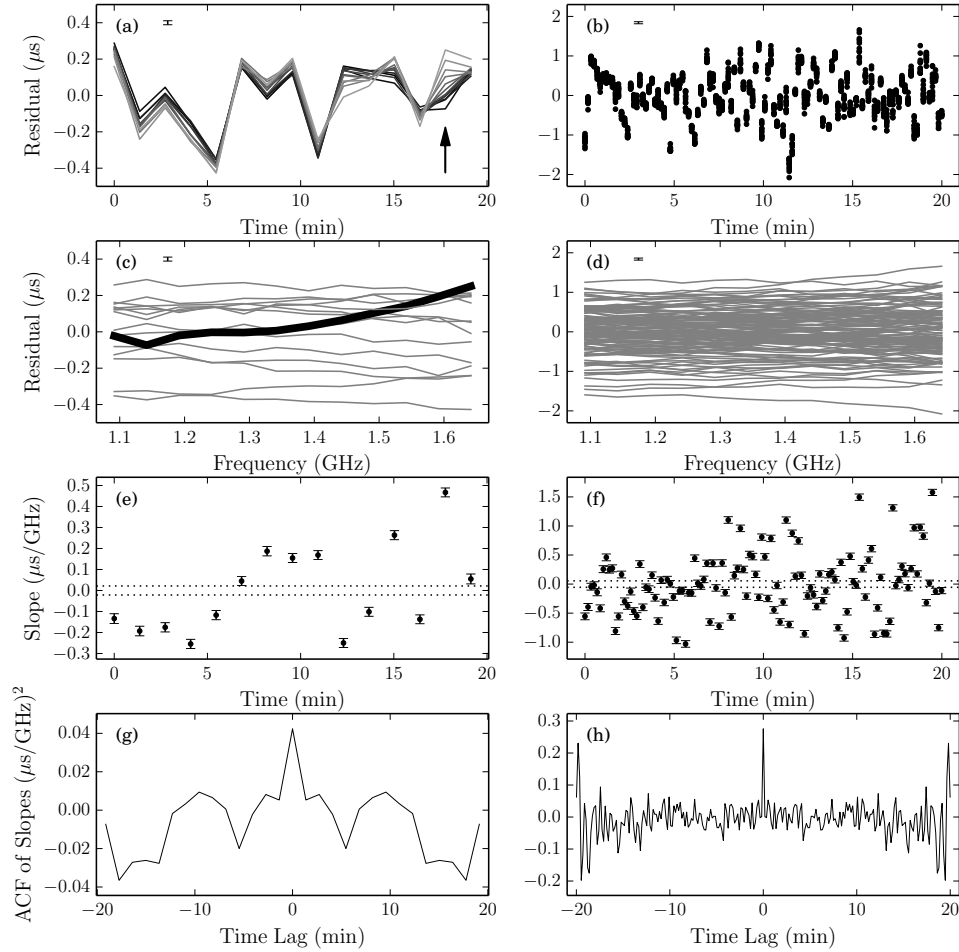 (a)
0.4
0.2
0.0
−0.2
−0.4
Residual (μs)
0 5 10 15 20
Time (min)
(b)
2
1
0
−1
−2
0 5 10 15 20
Time (min)
(c)
0.4
0.2
0.0
−0.2
−0.4
Residual (μs)
1.1 1.2 1.3 1.4 1.5 1.6
Frequency (GHz)
(d)
2
1
0
−1
−2
1.1 1.2 1.3 1.4 1.5 1.6
Frequency (GHz)
(e)
0.5
0.4
0.3
0.2
0.1
0.0
−0.1
0.2
0.3
Slope (μs/GHz)
0 5 10 15 20
Time (min)
(f)
1.5
1.0
0.5
0.0
−0.5
−1.0
0 5 10 15 20
Time (min)
(g)
0.04
0.02
0.00
−0.02
−0.04
ACF of Slopes (μs/GHz)²
−20 −10 0 10 20
Time Lag (min)
(h)
0.3
0.2
0.1
0.0
0.1
0.2
−20 −10 0 10 20
Time Lag (min)